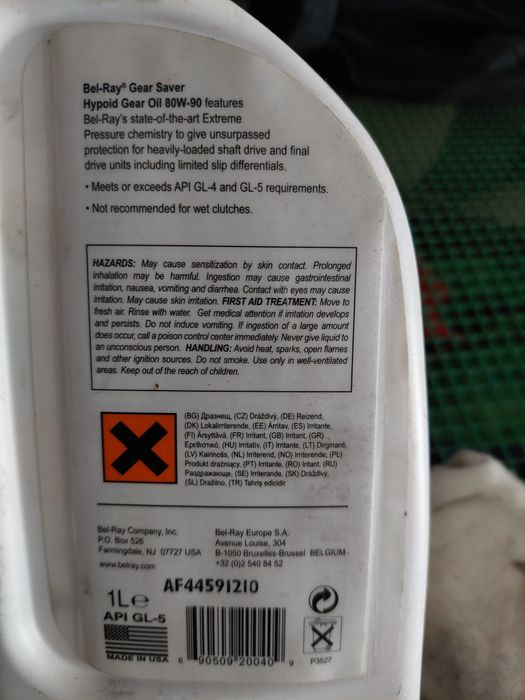 Bel-Ray® Gear Saver
Hypoid Gear Oil 80W-90 features
Bel-Ray's state-of-the-art Extreme
Pressure chemistry to give unsurpassed
protection for heavily-loaded shaft drive and final
drive units including limited slip differentials.
• Meets or exceeds API GL-4 and GL-5 requirements.
• Not recommended for wet clutches.
HAZARDS: May cause sensitization by skin contact. Prolonged
inhalation may be harmful. Ingestion may cause gastrointestinal
irritation, nausea, vomiting and diarrhea. Contact with eyes may cause
irritation. May cause skin irritation. FIRST AID TREATMENT: Move to
fresh air. Rinse with water. Get medical attention if irritation develops
and persists. Do not induce vomiting. If ingestion of a large amount
does occur, call a poison control center immediately. Never give liquid to
an unconscious person. HANDLING: Avoid heat, sparks, open flames
and other ignition sources. Do not smoke. Use only in well-ventilated
areas. Keep out of the reach of children.
(BG) Дразнещ, (CZ) Dráždivý, (DE) Reizend,
(DK) Lokalirriterende, (EE) Ärritav, (ES) Irritante,
(FI) Ärsyttävä, (FR) Irritant, (GB) Irritant, (GR)
Ερεθιστικό, (HU) Irritatív, (IT) Irritante, (LT) Dirginanti,
(LV) Kairinošs, (NL) Irriterend, (NO) Irriterende, (PL)
Produkt drażniący, (PT) Irritante, (RO) Iritant, (RU)
Раздражающе, (SE) Irriterande, (SK) Dráždivý,
(SL) Dražilno, (TR) Tahriş edicidir
Bel-Ray Company, Inc.
P.O. Box 526
Farmingdale, NJ 07727 USA
www.belray.com
Bel-Ray Europe S.A.
Avenue Louise, 304
B-1050 Bruxelles-Brussel BELGIUM
+32 (0)2 540 84 52
AF44591210
1L℮
API GL-5
MADE IN USA
6 90509 20040 9
P3527